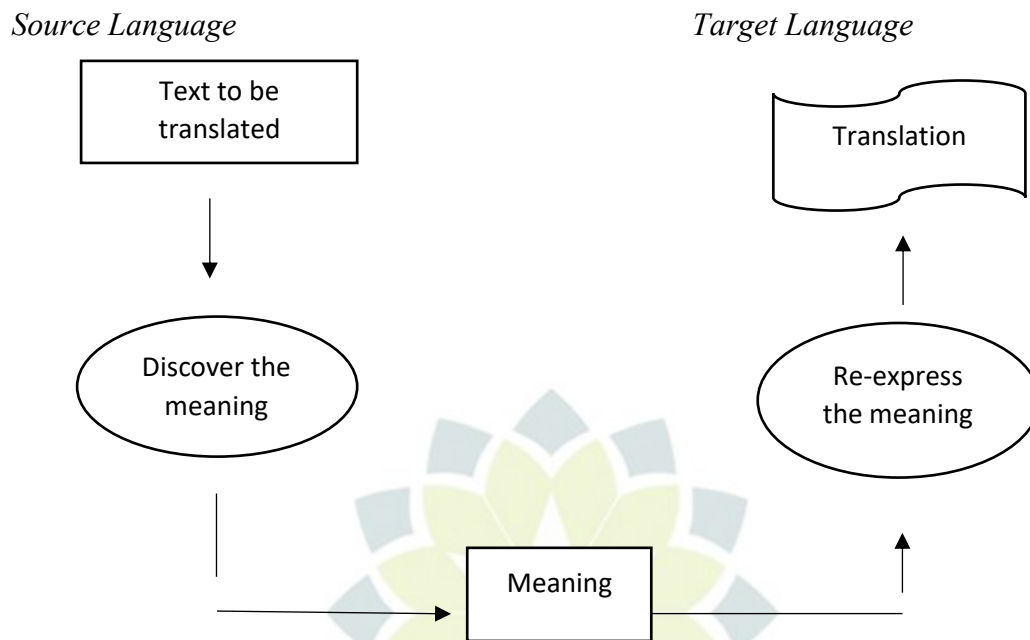 Source Language
Target Language
Text to be
translated
Translation
Discover the
meaning
Re-express
the meaning
Meaning